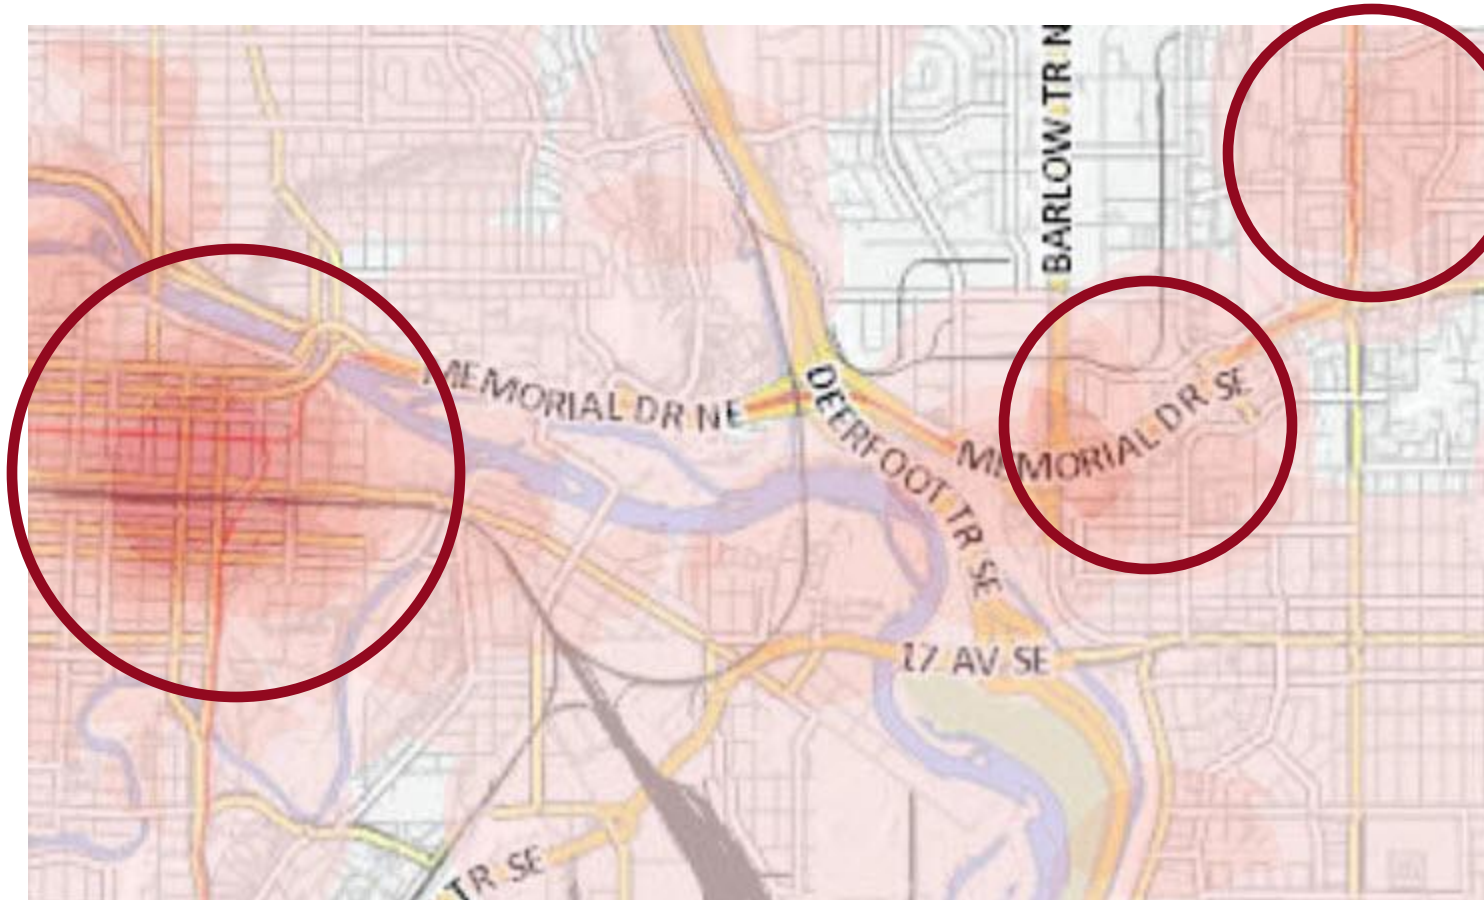 BARLOW TR N
MEMORIAL DR NE
DEERFOOT TR SE
MEMORIAL DR SE
17 AV SE
TR SE